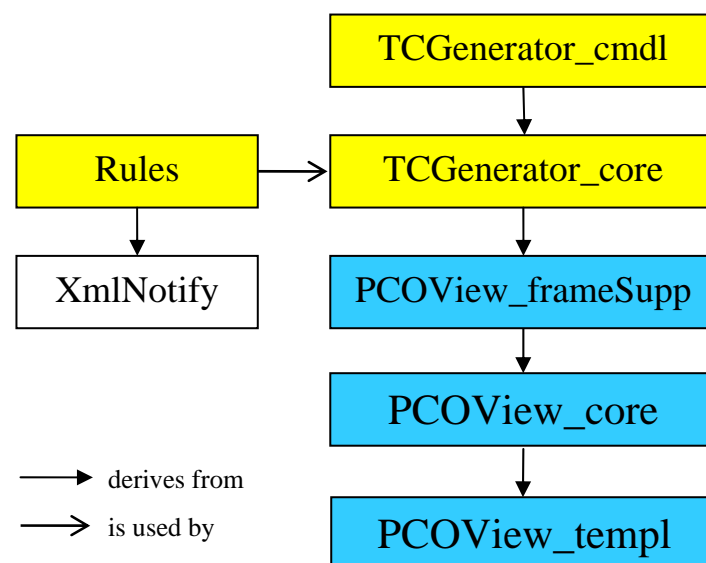 TCGenerator_cmdl
Rules
TCGenerator_core
XmlNotify
PCOView_frameSupp
PCOView_core
derives from
is used by
PCOView_templ